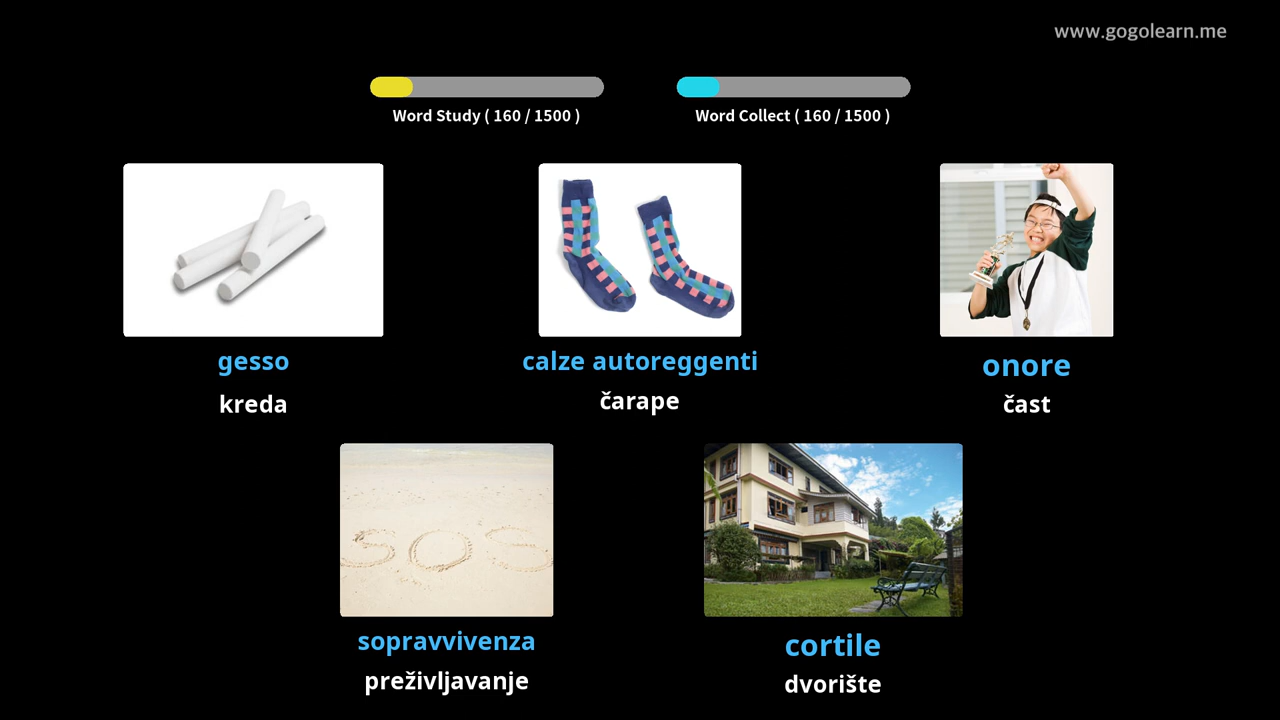 www.gogolearn.me
Word Study ( 160 / 1500 )
Word Collect ( 160 / 1500 )
gesso
kreda
calze autoreggenti
čarape
onore
čast
SOS
sopravvivenza
preživljavanje
cortile
dvorište